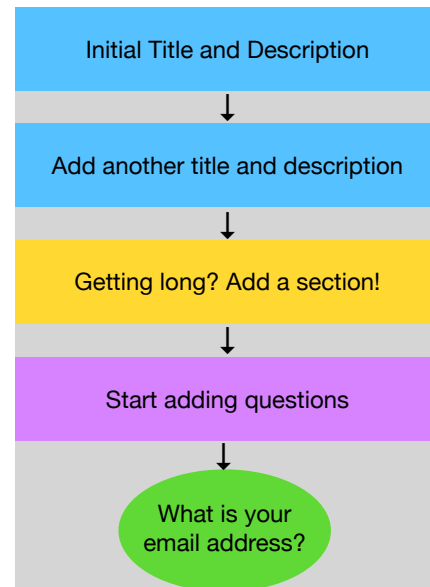 Initial Title and Description
Add another title and description
Getting long? Add a section!
Start adding questions
What is your
email address?